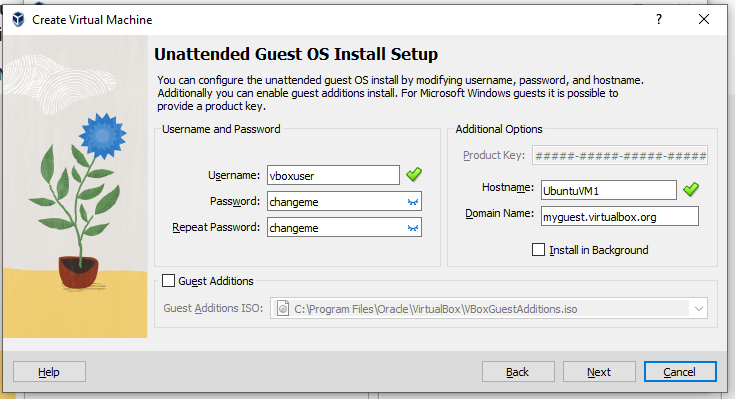 Create Virtual Machine
?
Unattended Guest OS Install Setup
You can configure the unattended guest OS install by modifying username, password, and hostname.
Additionally you can enable guest additions install. For Microsoft Windows guests it is possible to
provide a product key.
Username and Password
Username: vboxuser
Password: changeme
Repeat Password: changeme
Additional Options
Product Key: #####-#####-#####-#####
Hostname: UbuntuVM1
Domain Name: myguest.virtualbox.org
Install in Background
Guest Additions
Guest Additions ISO: C:\Program Files\Oracle\VirtualBox\VBoxGuestAdditions.iso
Help Back Next Cancel